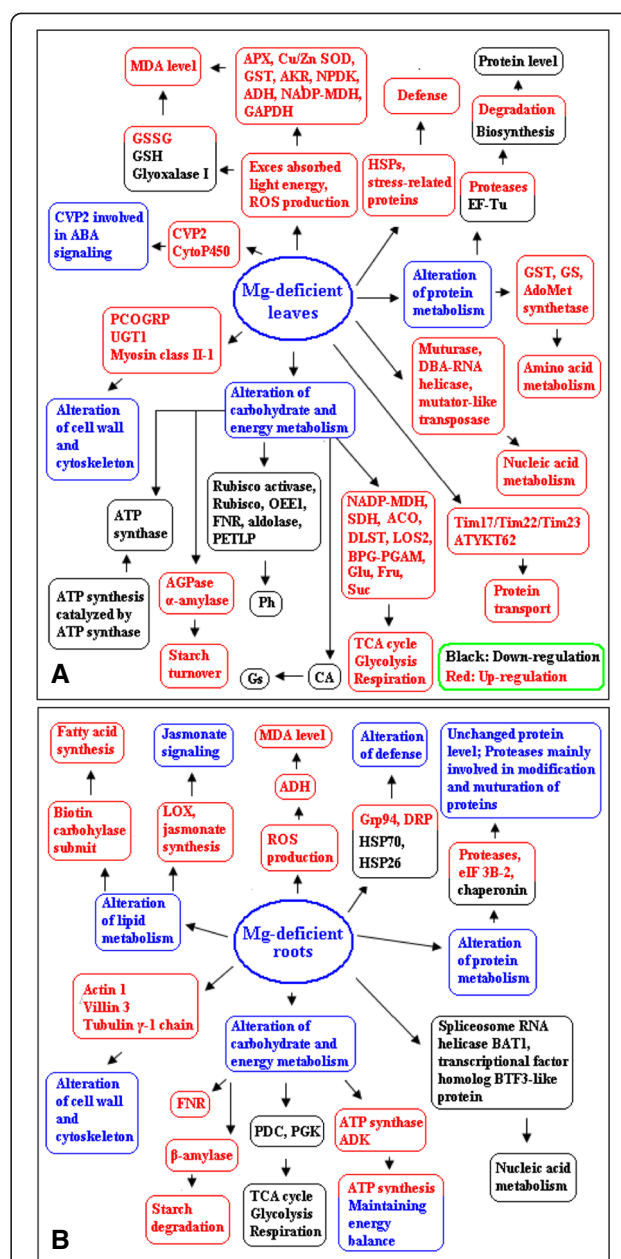 MDA level
APX, Cu/Zn SOD,
GST, AKR, NPDK,
ADH, NADP-MDH,
GAPDH
Defense
Protein level
Degradation
Biosynthesis
GSSG
GSH
Glyoxalase I
Exces absorbed
light energy,
ROS production
HSPs,
stress-related
proteins
Proteases
EF-Tu
CVP2 involved
in ABA
signaling
CVP2
CytoP450
Mg-deficient
leaves
Alteration
of protein
metabolism
GST, GS,
AdoMet
synthetase
PCOGRP
UGT1
Myosin class II-1
Muturase,
DBA-RNA
helicase,
mutator-like
transposase
Amino acid
metabolism
Alteration
of cell wall
and
cytoskeleton
Alteration of
carbohydrate and
energy metabolism
Nucleic acid
metabolism
ATP
synthase
Rubisco activase,
Rubisco, OEE1,
FNR, aldolase,
PETLP
NADP-MDH,
SDH, ACO,
DLST, LOS2,
BPG-PGAM,
Glu, Fru,
Suc
Tim17/Tim22/Tim23
ATYKT62
ATP synthesis
catalyzed by
ATP synthase
AGPase
α-amylase
Ph
Protein
transport
Starch
turnover
Gs
CA
TCA cycle
Glycolysis
Respiration
Black: Down-regulation
Red: Up-regulation
A
Fatty acid
synthesis
Jasmonate
signaling
MDA level
Alteration
of defense
Unchanged protein
level; Proteases mainly
involved in modification
and muturation of
proteins
ADH
Biotin
carbohylase
submit
LOX,
jasmonate
synthesis
ROS
production
Grp94, DRP
HSP70,
HSP26
Proteases,
eIF 3B-2,
chaperonin
Alteration
of lipid
metabolism
Mg-deficient
roots
Alteration
of protein
metabolism
Actin 1
Villin 3
Tubulin γ-1 chain
Alteration of
carbohydrate and
energy metabolism
Spliceosome RNA
helicase BAT1,
transcriptional factor
homolog BTF3-like
protein
Alteration
of cell wall
and
cytoskeleton
FNR
PDC, PGK
ATP synthase
ADK
β-amylase
Nucleic acid
metabolism
Starch
degradation
TCA cycle
Glycolysis
Respiration
ATP synthesis
Maintaining
energy
balance
B